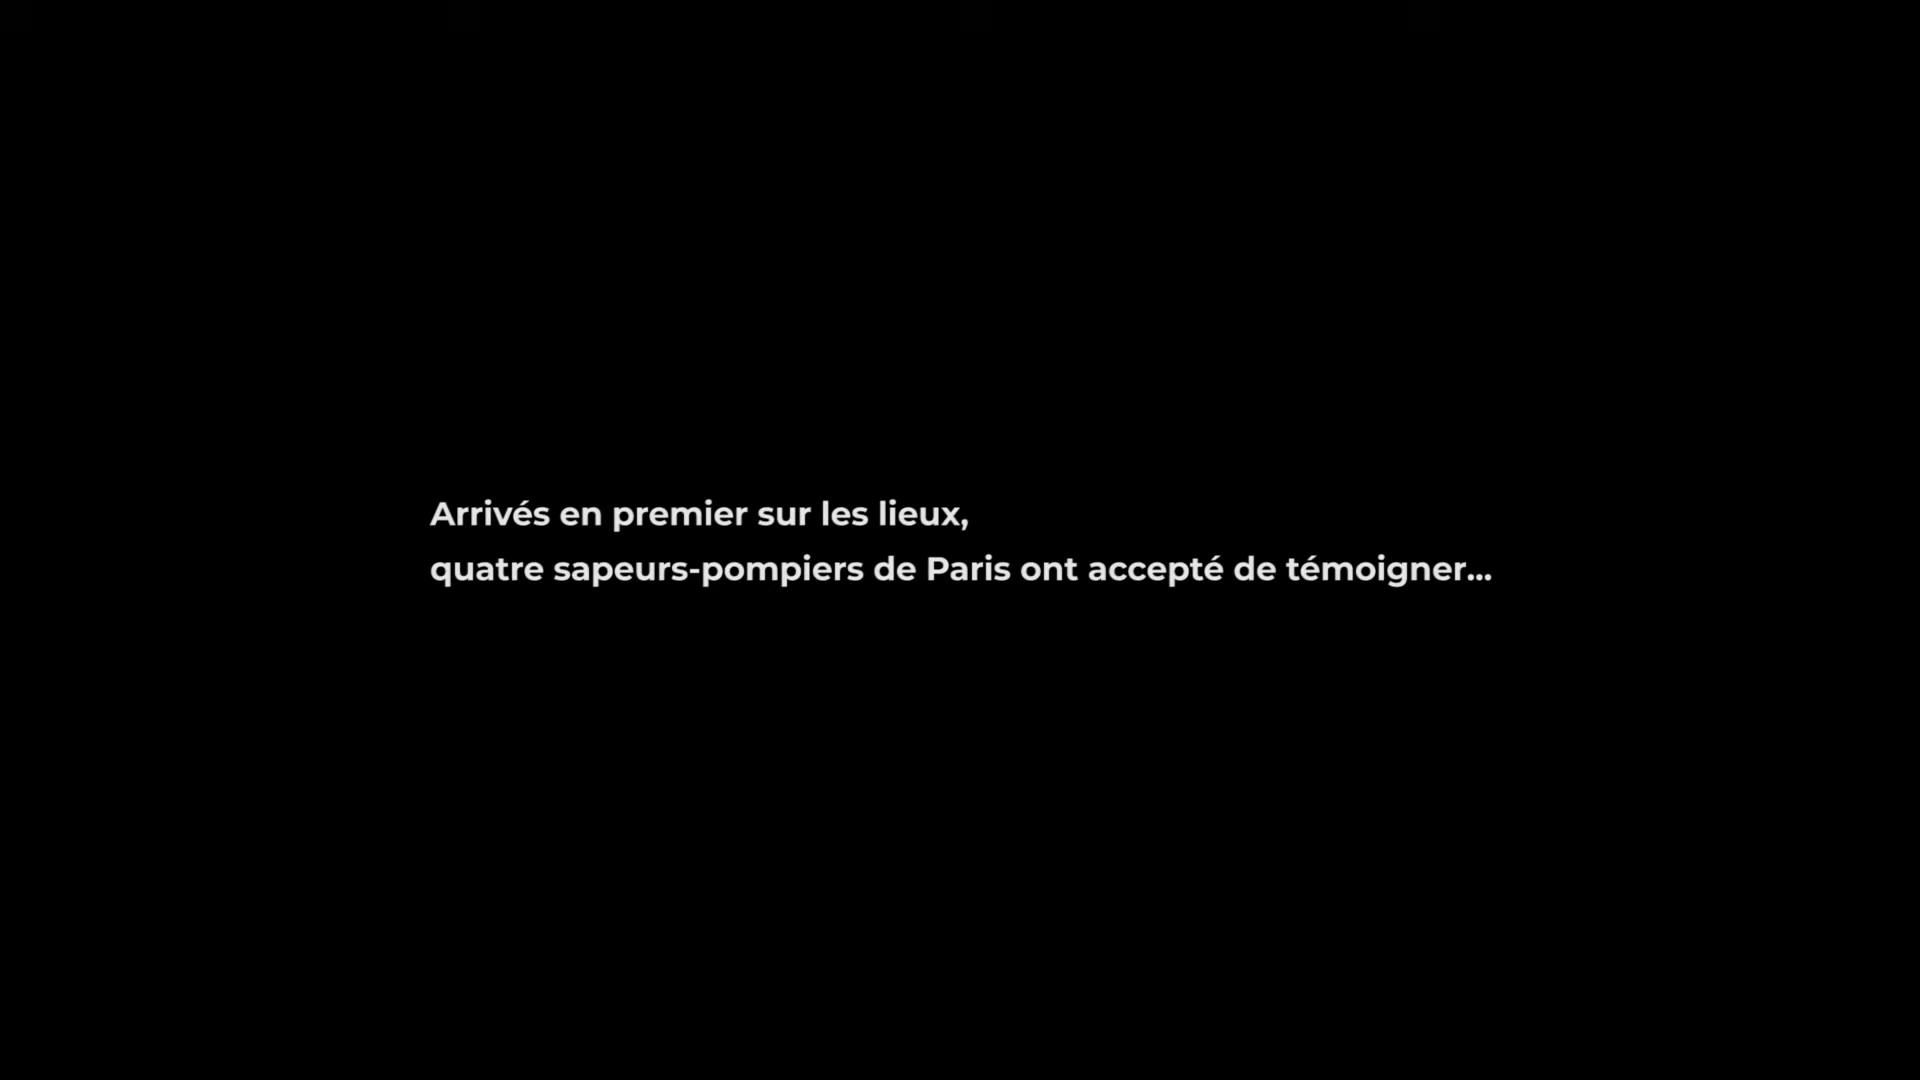 Arrivés en premier sur les lieux,
quatre sapeurs-pompiers de Paris ont accepté de témoigner...